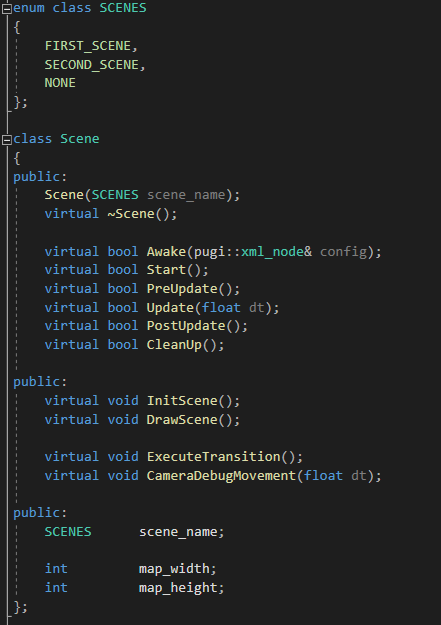 enum class SCENES
{
    FIRST_SCENE,
    SECOND_SCENE,
    NONE
};
class Scene
{
public:
    Scene(SCENES scene_name);
    virtual ~Scene();
    virtual bool Awake(pugi::xml_node& config);
    virtual bool Start();
    virtual bool PreUpdate();
    virtual bool Update(float dt);
    virtual bool PostUpdate();
    virtual bool CleanUp();
public:
    virtual void InitScene();
    virtual void DrawScene();
    virtual void ExecuteTransition();
    virtual void CameraDebugMovement(float dt);
public:
    SCENES      scene_name;
    int         map_width;
    int         map_height;
};